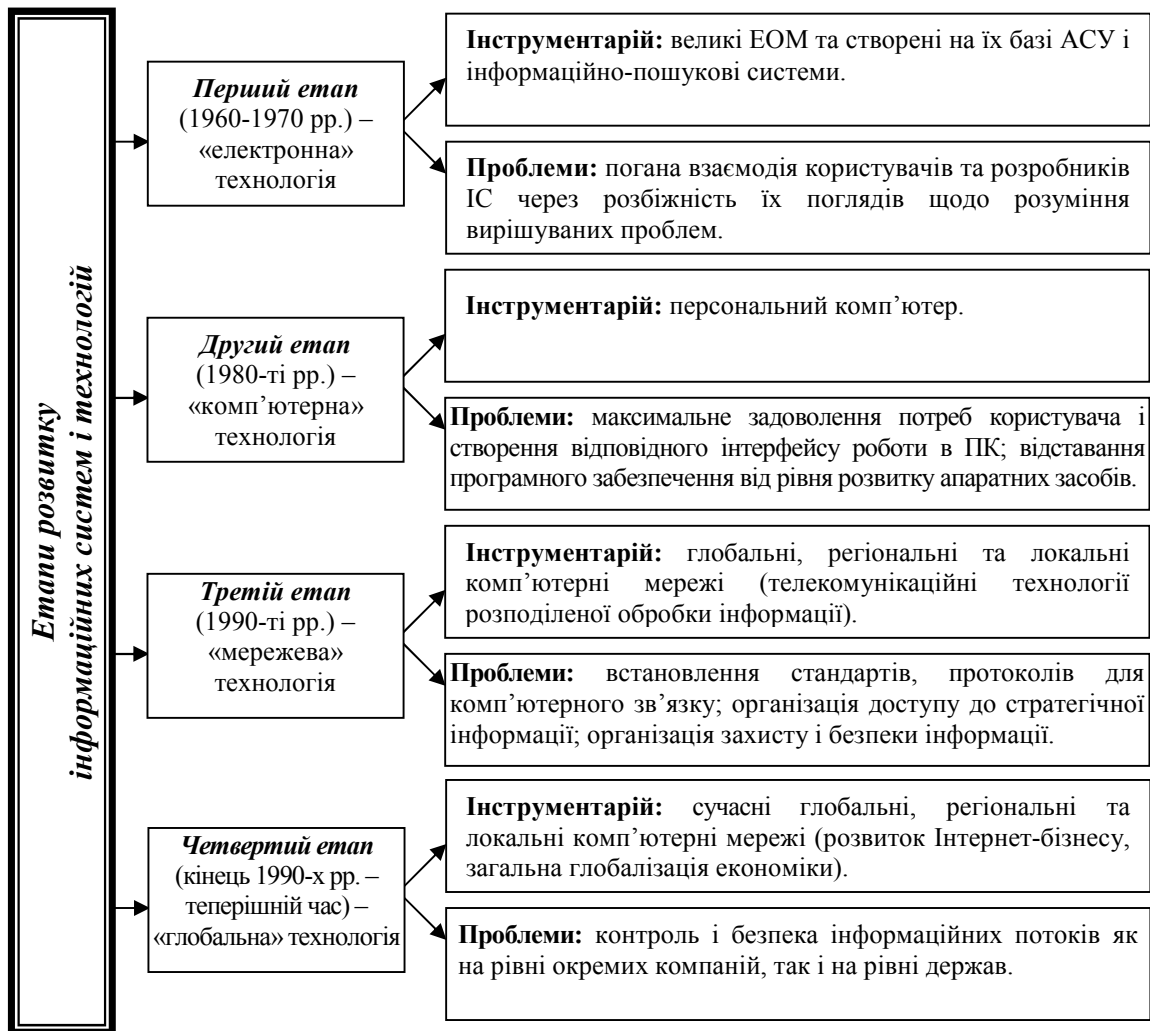 Етапи розвитку
інформаційних систем і технологій
Перший етап
(1960-1970 рр.) –
«електронна»
технологія
Інструментарій: великі ЕОМ та створені на їх базі АСУ і
інформаційно-пошукові системи.
Проблеми: погана взаємодія користувачів та розробників
ІС через розбіжність їх поглядів щодо розуміння
вирішуваних проблем.
Другий етап
(1980-ті рр.) –
«комп’ютерна»
технологія
Інструментарій: персональний комп’ютер.
Проблеми: максимальне задоволення потреб користувача і
створення відповідного інтерфейсу роботи в ПК; відставання
програмного забезпечення від рівня розвитку апаратних засобів.
Третій етап
(1990-ті рр.) –
«мережева»
технологія
Інструментарій: глобальні, регіональні та локальні
комп’ютерні мережі (телекомунікаційні технології
розподіленої обробки інформації).
Проблеми: встановлення стандартів, протоколів для
комп’ютерного зв’язку; організація доступу до стратегічної
інформації; організація захисту і безпеки інформації.
Четвертий етап
(кінець 1990-х рр. –
теперішній час) –
«глобальна» технологія
Інструментарій: сучасні глобальні, регіональні та
локальні комп’ютерні мережі (розвиток Інтернет-бізнесу,
загальна глобалізація економіки).
Проблеми: контроль і безпека інформаційних потоків як
на рівні окремих компаній, так і на рівні держав.